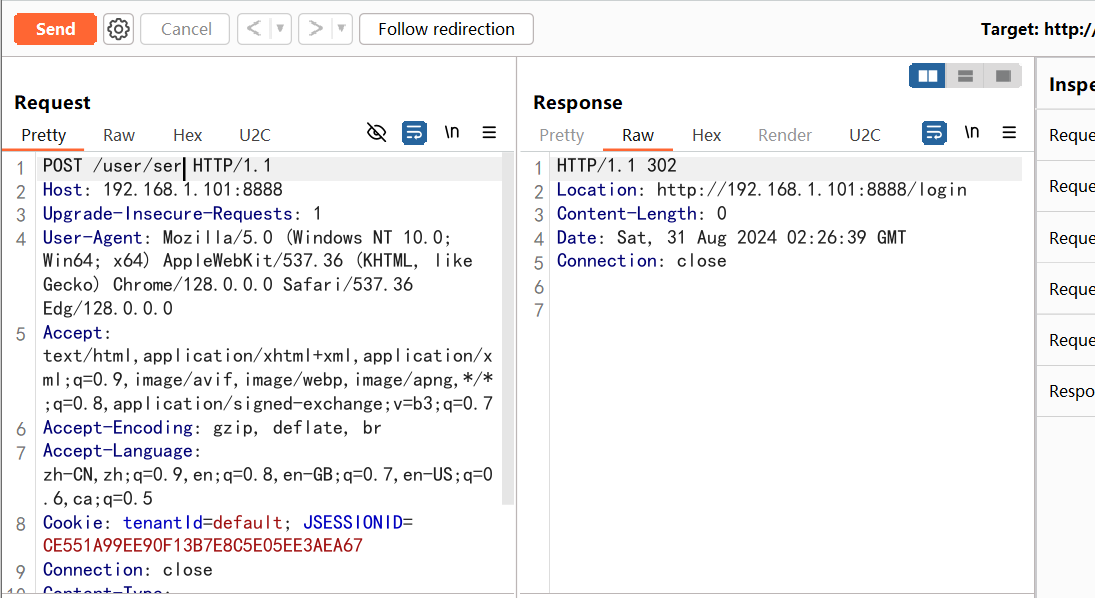 Send Cancel < > Follow redirection Target: http:/
Request
Pretty Raw Hex U2C \n
1 POST /user/ser HTTP/1.1
2 Host: 192.168.1.101:8888
3 Upgrade-Insecure-Requests: 1
4 User-Agent: Mozilla/5.0 (Windows NT 10.0;
Win64; x64) AppleWebKit/537.36 (KHTML, like
Gecko) Chrome/128.0.0.0 Safari/537.36
Edg/128.0.0.0
5 Accept:
text/html,application/xhtml+xml,application/x
ml;q=0.9,image/avif,image/webp,image/apng,*/*
;q=0.8,application/signed-exchange;v=b3;q=0.7
6 Accept-Encoding: gzip, deflate, br
7 Accept-Language:
zh-CN,zh;q=0.9,en;q=0.8,en-GB;q=0.7,en-US;q=0
.6,ca;q=0.5
8 Cookie: tenantId=default; JSESSIONID=
CE551A99EE90F13B7E8C5E05EE3AEA67
9 Connection: close
10 Content-Type:
Response
Pretty Raw Hex Render U2C \n
1 HTTP/1.1 302
2 Location: http://192.168.1.101:8888/login
3 Content-Length: 0
4 Date: Sat, 31 Aug 2024 02:26:39 GMT
5 Connection: close
6
7
Inspe
Reque
Reque
Reque
Reque
Reque
Respo